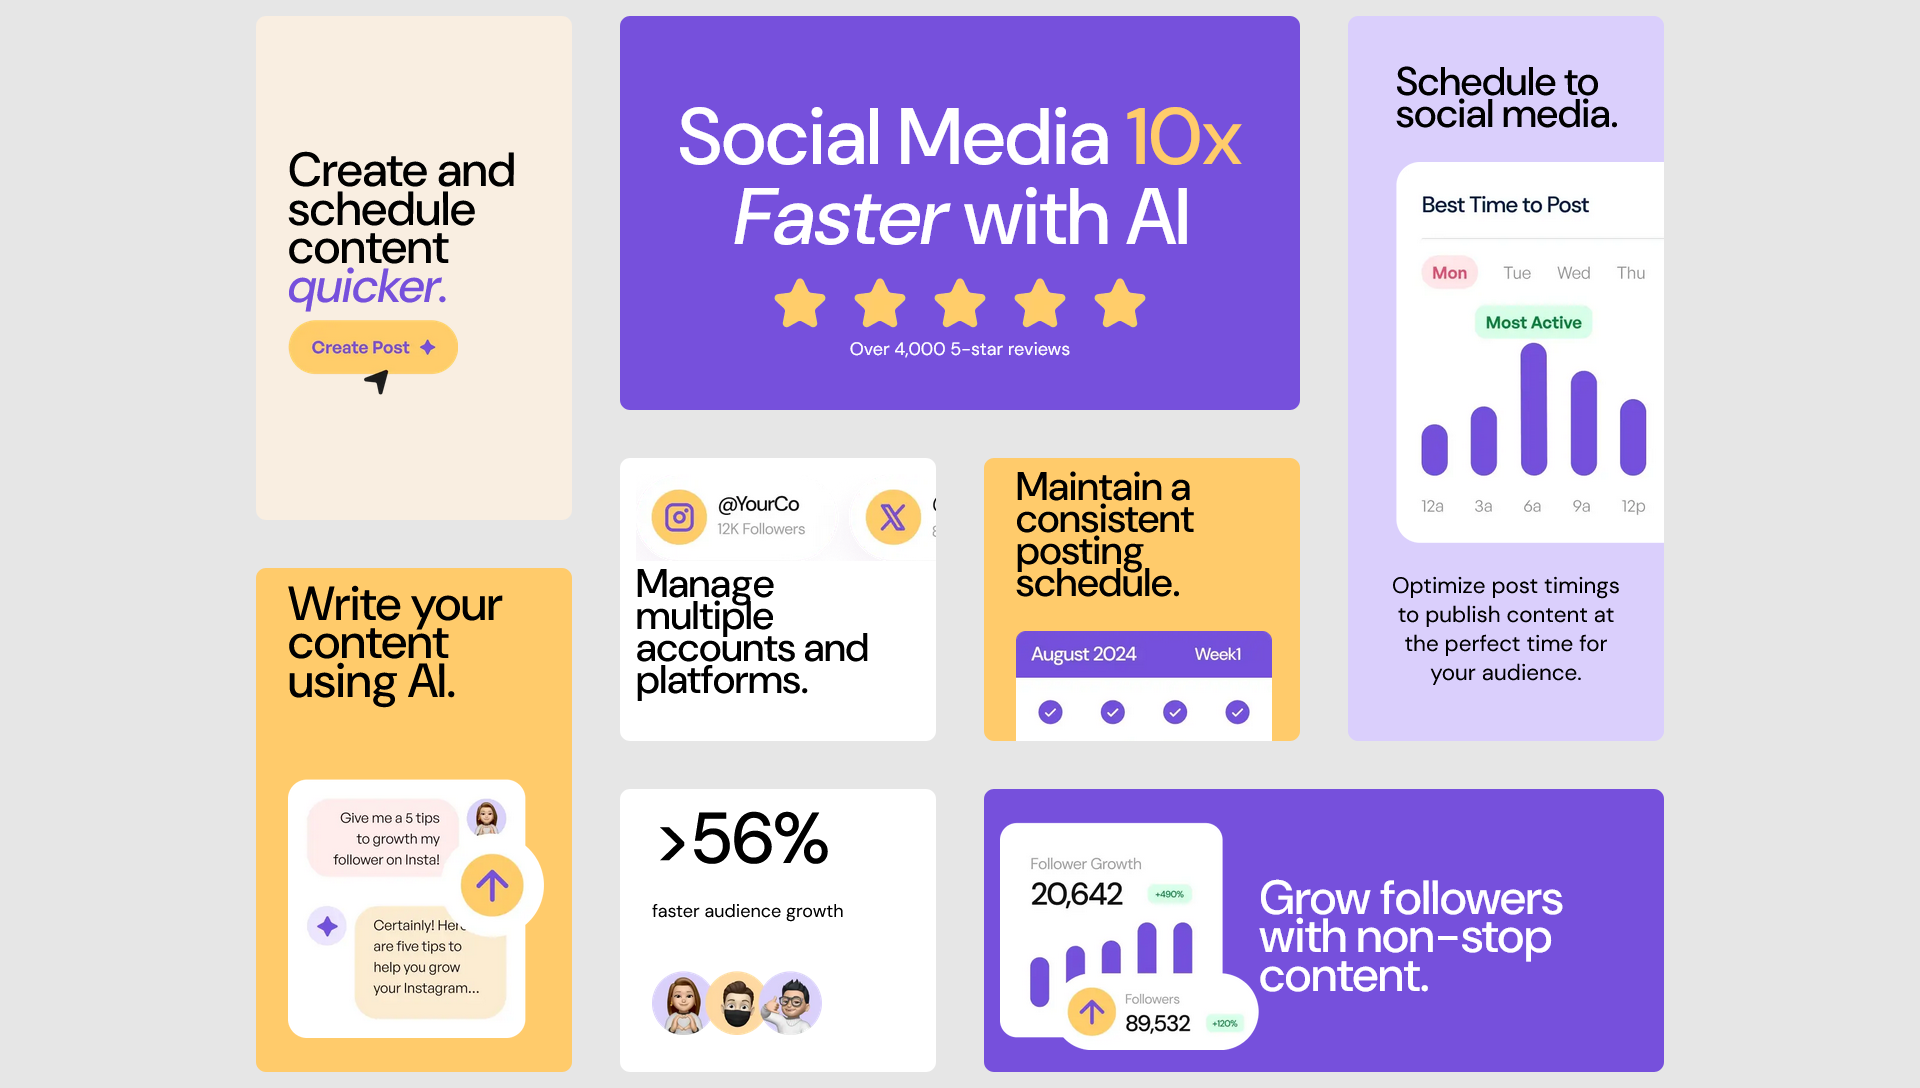 Create and
schedule
content
quicker.
Create Post
Social Media 10x
Faster with AI
Over 4,000 5-star reviews
Schedule to
social media.
Best Time to Post
Mon Tue Wed Thu
Most Active
12a 3a 6a 9a 12p
Optimize post timings
to publish content at
the perfect time for
your audience.
@YourCo
12K Followers
Manage
multiple
accounts and
platforms.
Maintain a
consistent
posting
schedule.
August 2024 Week1
Write your
content
using AI.
Give me a 5 tips
to growth my
follower on Insta!
Certainly! Here
are five tips to
help you grow
your Instagram...
>56%
faster audience growth
Follower Growth
20,642 +490%
Followers
89,532 +120%
Grow followers
with non-stop
content.